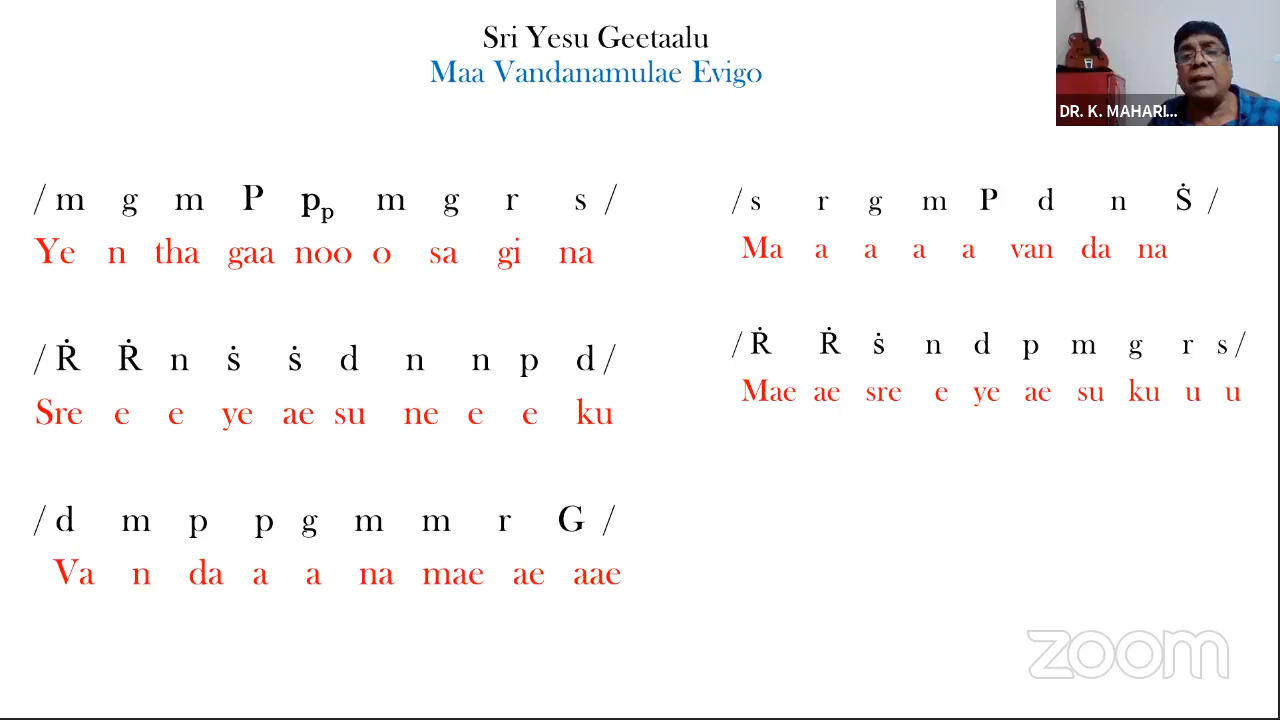 Sri Yesu Geetaalu
Maa Vandanamulae Evigo
DR. K. MAHARI...
/ m g m P pₚ m g r s /
Ye n tha gaa noo o sa gi na
/ Ṙ Ṙ n ṡ ṡ d n n p d /
Sre e e ye ae su ne e e ku
/ d m p p g m m r G /
Va n da a a na mae ae aae
/ s r g m P d n Ṡ /
Ma a a a a van da na
/ Ṙ Ṙ ṡ n d p m g r s /
Mae ae sre e ye ae su ku u u
zoom